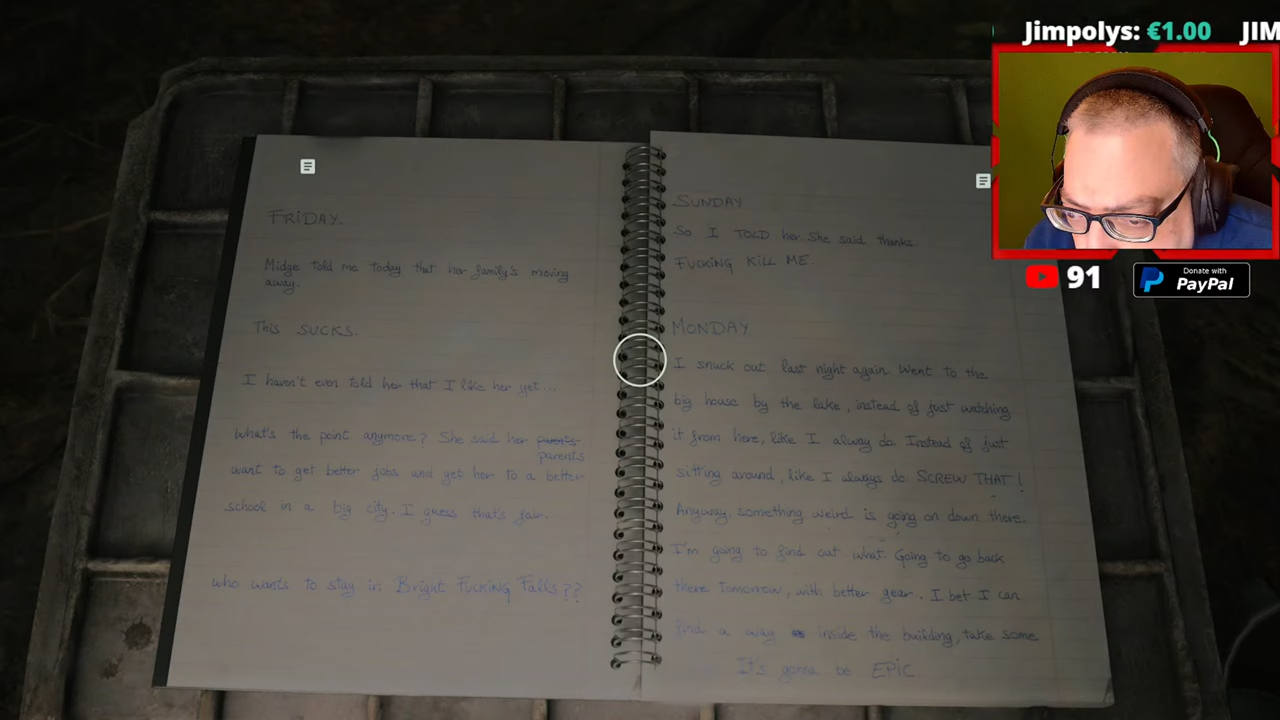 Jimpolys: €1.00 JIM
91
Donate with
PayPal
FRIDAY.
Midge told me today that her family's moving
away.
This SUCKS.
I haven't even told her that I like her yet...
What's the point anymore? She said her parents
parents
want to get better jobs and get her to a better
school in a big city. I guess that's fair.
who wants to stay in Bright FUCKING Falls??
SUNDAY
So I TOLD her. She said thanks.
FUCKING KILL ME.
MONDAY
I snuck out last night again. Went to the
big house by the lake, instead of just watching
it from here, like I alway do. Instead of just
sitting around, like I always do. SCREW THAT!
Anyway, something weird is going on down there.
I'm going to find out what. Going to go back
there tomorrow, with better gear. I bet I can
find a way inside the building, take some
It's gonna be EPIC